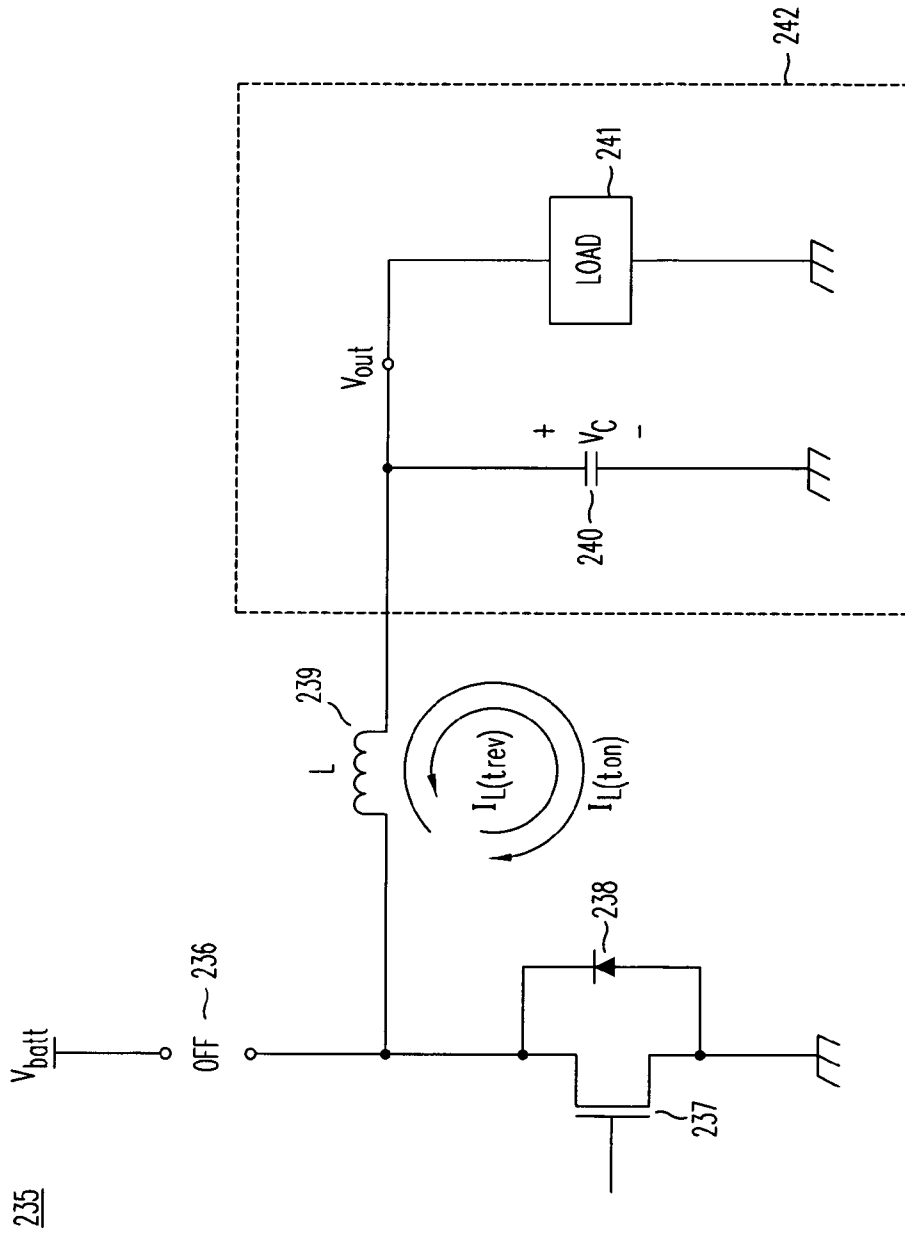 235
Vbatt
OFF
236
237
238
L
239
IL(trev)
IL(ton)
Vout
+
VC
-
240
LOAD
241
242